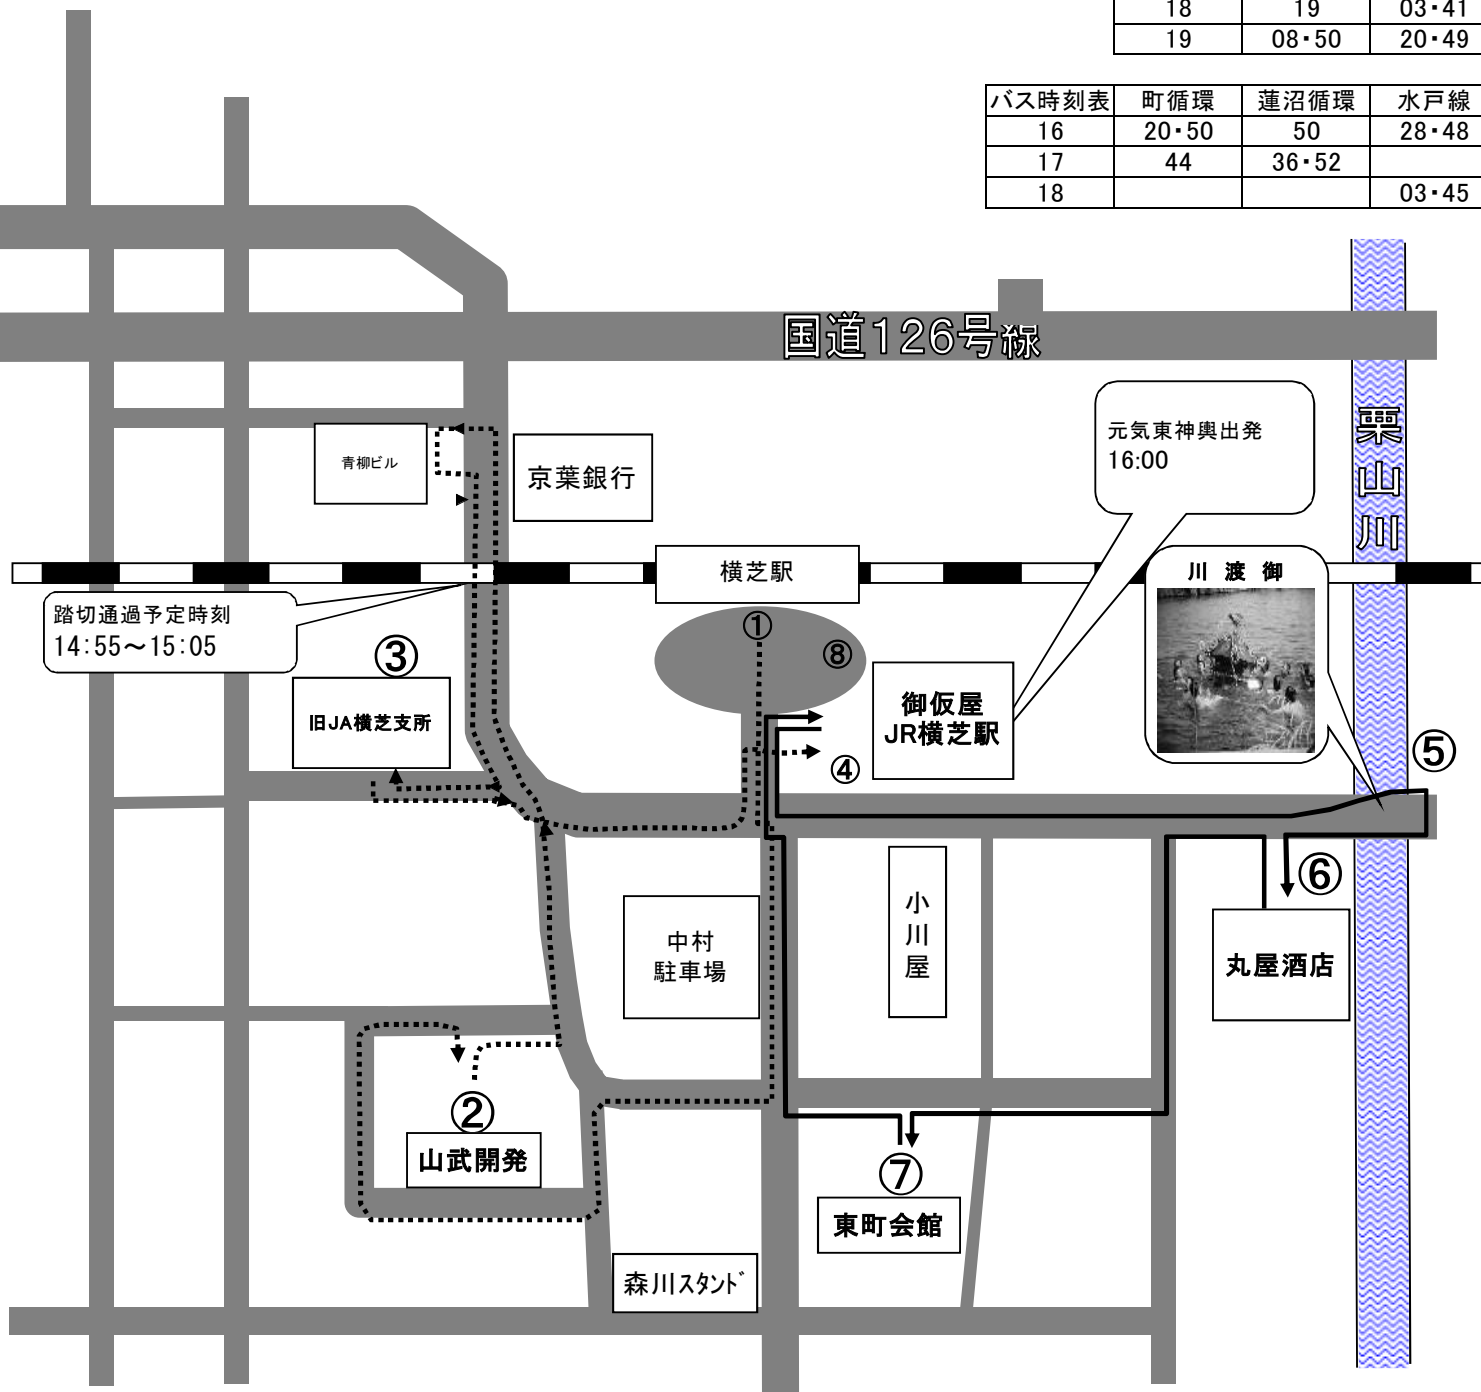 18 19 03・41
19 08・50 20・49
バス時刻表 町循環 蓮沼循環 水戸線
16 20・50 50 28・48
17 44 36・52
18 03・45
国道126号線
元気東神輿出発
16:00
栗山川
青柳ビル
京葉銀行
横芝駅
川渡御
踏切通過予定時刻
14:55～15:05
①
⑧
③
旧JA横芝支所
御仮屋
JR横芝駅
④
⑤
⑥
小川屋
中村
駐車場
丸屋酒店
②
山武開発
⑦
東町会館
森川ｽﾀﾝﾄﾞ